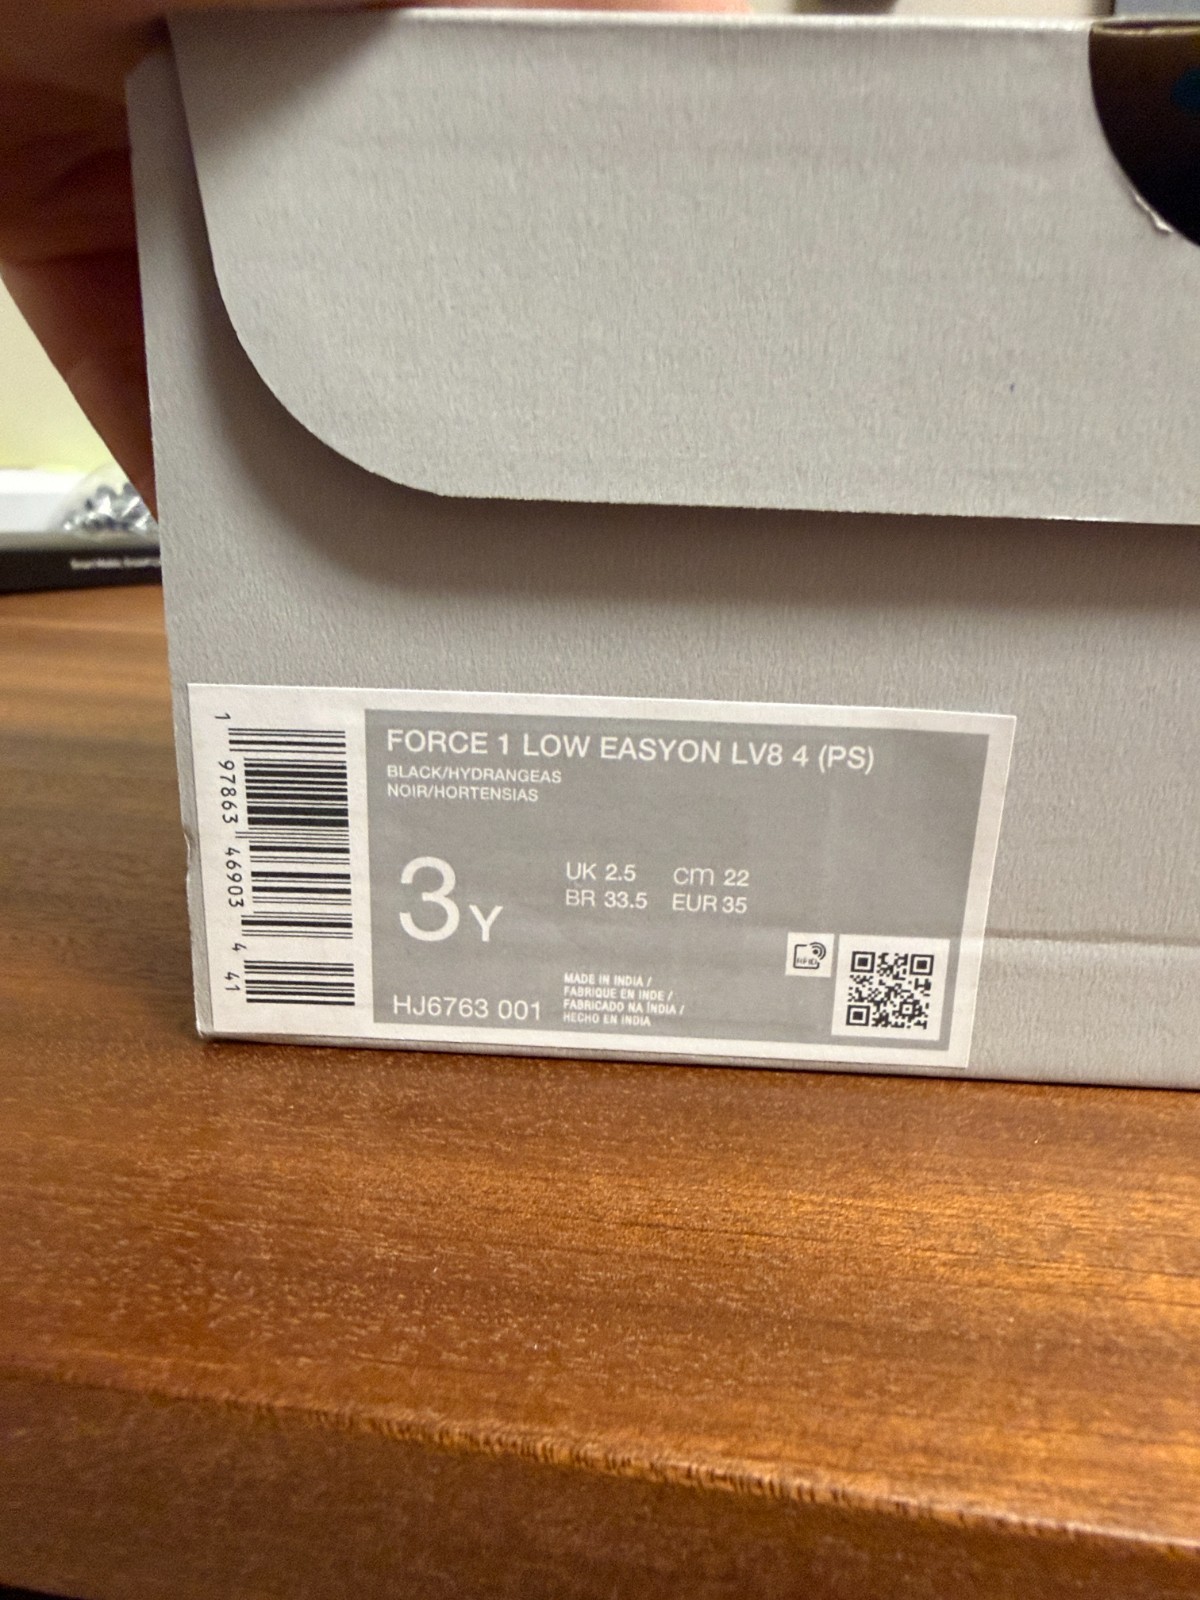 FORCE 1 LOW EASYON LV8 4 (PS)
BLACK/HYDRANGEAS
NOIR/HORTENSIAS
3Y
UK 2.5 cm 22
BR 33.5 EUR 35
HJ6763 001
MADE IN INDIA /
FABRIQUE EN INDE /
FABRICADO NA ÍNDIA /
HECHO EN INDIA
RFID
1 97863 46903 4 41